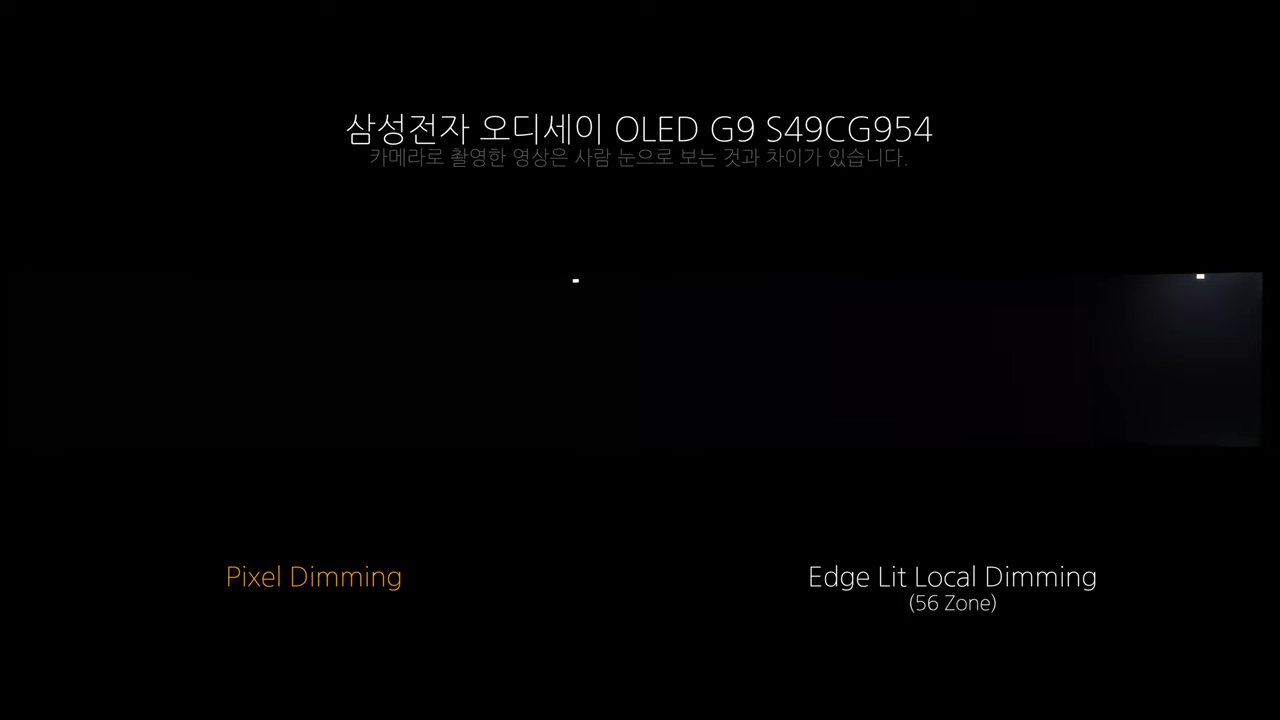 삼성전자 오디세이 OLED G9 S49CG954
카메라로 촬영한 영상은 사람 눈으로 보는 것과 차이가 있습니다.
Pixel Dimming
Edge Lit Local Dimming
(56 Zone)